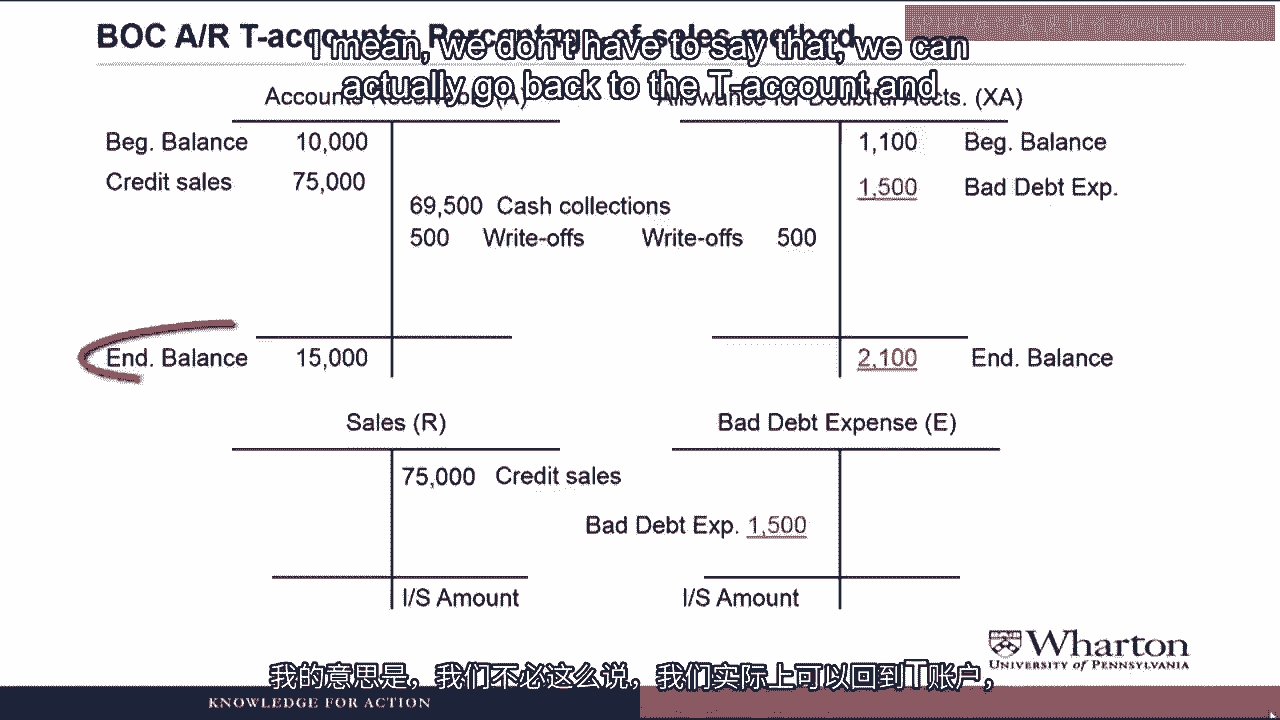 BOC A/R T-accounts: Percentage of sales method
I mean, we don't have to say that, we can
actually go back to the T-account and
Accounts Receivable (A)
Allowance for Doubtful Accts. (XA)
Beg. Balance 10,000
1,100 Beg. Balance
Credit sales 75,000
1,500 Bad Debt Exp.
69,500 Cash collections
500 Write-offs
Write-offs 500
End. Balance 15,000
2,100 End. Balance
Sales (R)
Bad Debt Expense (E)
75,000 Credit sales
Bad Debt Exp. 1,500
I/S Amount
I/S Amount
Wharton
UNIVERSITY of PENNSYLVANIA
我的意思是，我们不必这么说，我们实际上可以回到T账户，
KNOWLEDGE FOR ACTION